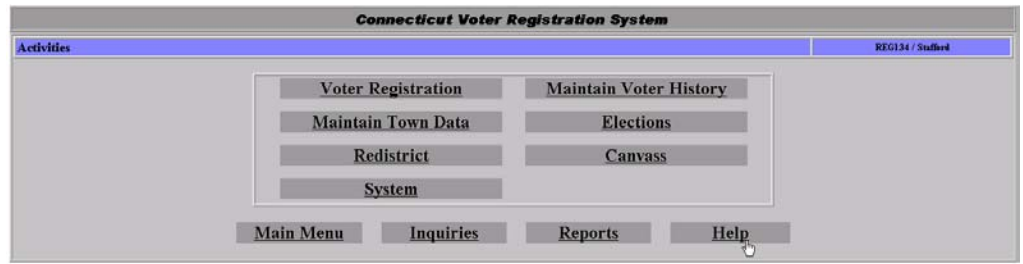 Connecticut Voter Registration System
Activities REG134 / Stafford
Voter Registration Maintain Voter History
Maintain Town Data Elections
Redistrict Canvass
System
Main Menu Inquiries Reports Help